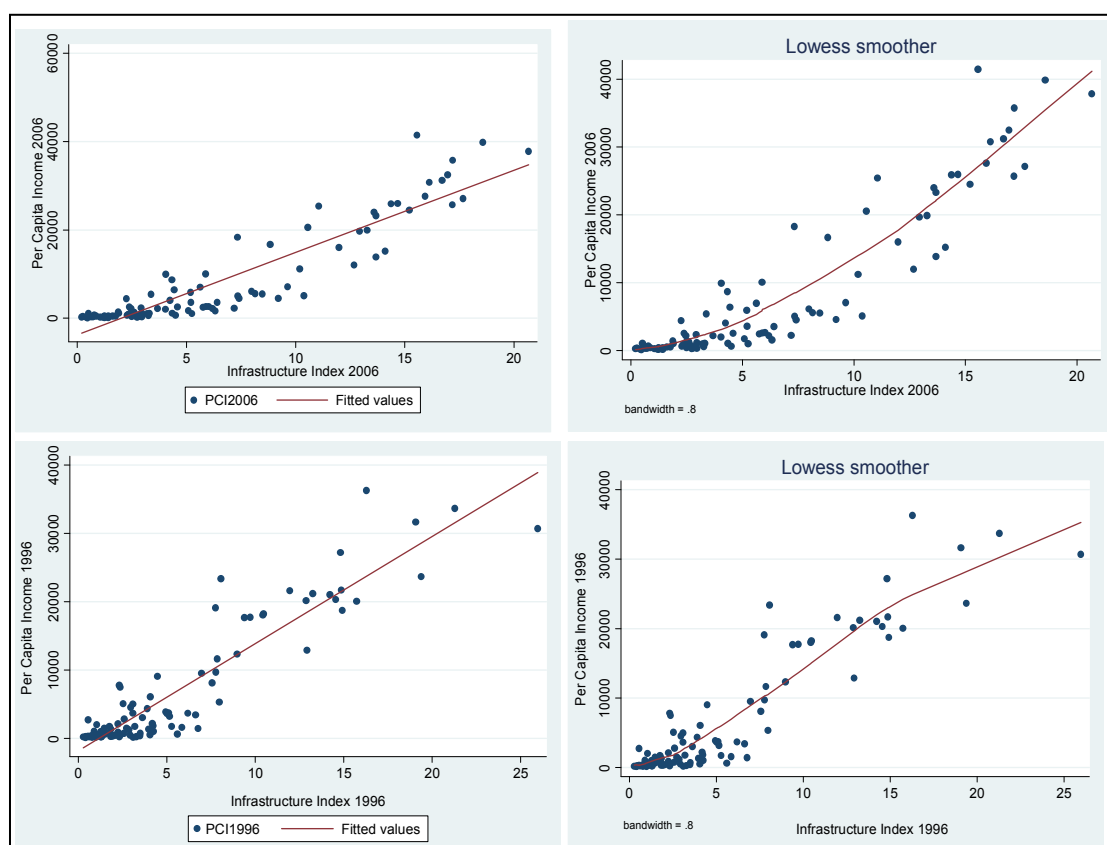 Per Capita Income 2006
60000
40000
20000
0
0 5 10 15 20
Infrastructure Index 2006
PCI2006 Fitted values
Lowess smoother
Per Capita Income 2006
40000
30000
20000
10000
0
0 5 10 15 20
Infrastructure Index 2006
bandwidth = .8
Per Capita Income 1996
40000
30000
20000
10000
0
0 5 10 15 20 25
Infrastructure Index 1996
PCI1996 Fitted values
Lowess smoother
Per Capita Income 1996
40000
30000
20000
10000
0
0 5 10 15 20 25
bandwidth = .8 Infrastructure Index 1996